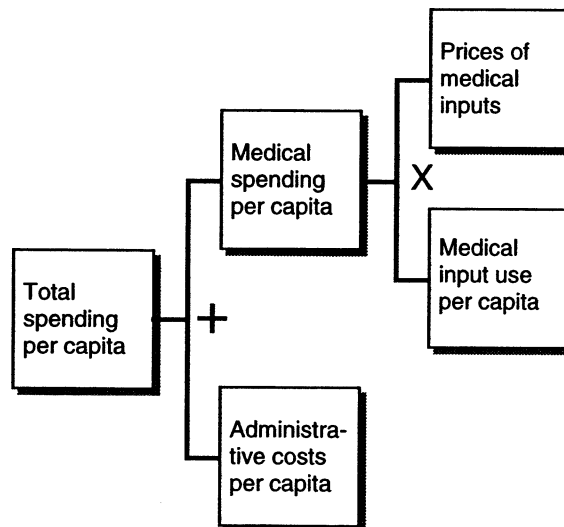 Prices of
medical
inputs
Medical
spending
per capita
X
Medical
input use
per capita
Total
spending
per capita
+
Administra-
tive costs
per capita